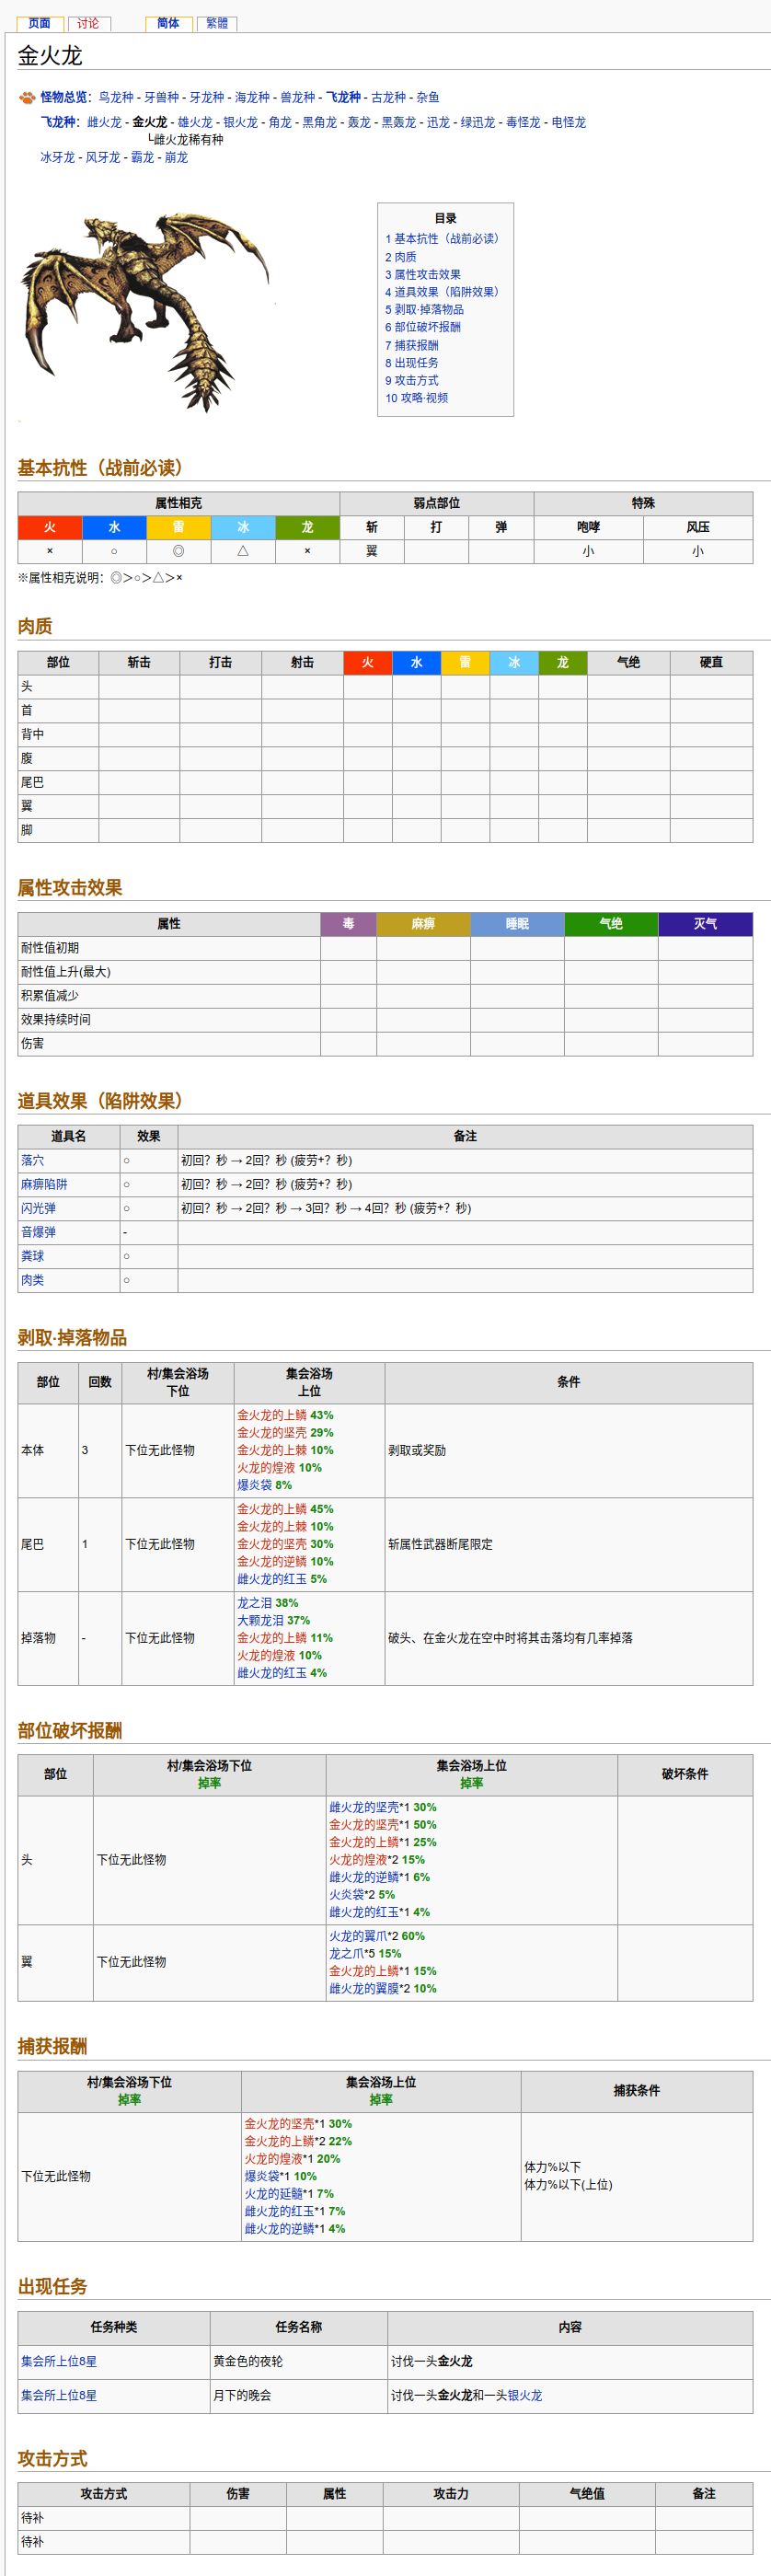 页面 讨论 简体 繁體
金火龙
怪物总览：鸟龙种 - 牙兽种 - 牙龙种 - 海龙种 - 兽龙种 - 飞龙种 - 古龙种 - 杂鱼
飞龙种：雌火龙 - 金火龙 - 雄火龙 - 银火龙 - 角龙 - 黑角龙 - 轰龙 - 黑轰龙 - 迅龙 - 绿迅龙 - 毒怪龙 - 电怪龙
└雌火龙稀有种
冰牙龙 - 风牙龙 - 霸龙 - 崩龙
目录
1 基本抗性（战前必读）
2 肉质
3 属性攻击效果
4 道具效果（陷阱效果）
5 剥取·掉落物品
6 部位破坏报酬
7 捕获报酬
8 出现任务
9 攻击方式
10 攻略·视频
基本抗性（战前必读）
属性相克 弱点部位 特殊
火 水 雷 冰 龙 斩 打 弹 咆哮 风压
× ○ ◎ △ × 翼 小 小
※属性相克说明：◎＞○＞△＞×
肉质
部位 斩击 打击 射击 火 水 雷 冰 龙 气绝 硬直
头
首
背中
腹
尾巴
翼
脚
属性攻击效果
属性 毒 麻痹 睡眠 气绝 灭气
耐性值初期
耐性值上升(最大)
积累值减少
效果持续时间
伤害
道具效果（陷阱效果）
道具名 效果 备注
落穴 ○ 初回？秒 → 2回？秒 (疲劳+？秒)
麻痹陷阱 ○ 初回？秒 → 2回？秒 (疲劳+？秒)
闪光弹 ○ 初回？秒 → 2回？秒 → 3回？秒 → 4回？秒 (疲劳+？秒)
音爆弹 -
粪球 ○
肉类 ○
剥取·掉落物品
部位 回数 村/集会浴场 集会浴场 条件
下位 上位
金火龙的上鳞 43%
金火龙的坚壳 29%
本体 3 下位无此怪物 金火龙的上棘 10% 剥取或奖励
火龙的煌液 10%
爆炎袋 8%
金火龙的上鳞 45%
金火龙的上棘 10%
尾巴 1 下位无此怪物 金火龙的坚壳 30% 斩属性武器断尾限定
金火龙的逆鳞 10%
雌火龙的红玉 5%
龙之泪 38%
大颗龙泪 37%
掉落物 - 下位无此怪物 金火龙的上鳞 11% 破头、在金火龙在空中时将其击落均有几率掉落
火龙的煌液 10%
雌火龙的红玉 4%
部位破坏报酬
部位 村/集会浴场下位 集会浴场上位 破坏条件
掉率 掉率
雌火龙的坚壳*1 30%
金火龙的坚壳*1 50%
金火龙的上鳞*1 25%
头 下位无此怪物 火龙的煌液*2 15%
雌火龙的逆鳞*1 6%
火炎袋*2 5%
雌火龙的红玉*1 4%
火龙的翼爪*2 60%
龙之爪*5 15%
翼 下位无此怪物 金火龙的上鳞*1 15%
雌火龙的翼膜*2 10%
捕获报酬
村/集会浴场下位 集会浴场上位 捕获条件
掉率 掉率
金火龙的坚壳*1 30%
金火龙的上鳞*2 22%
火龙的煌液*1 20%
下位无此怪物 爆炎袋*1 10% 体力%以下
火龙的延髓*1 7% 体力%以下(上位)
雌火龙的红玉*1 7%
雌火龙的逆鳞*1 4%
出现任务
任务种类 任务名称 内容
集会所上位8星 黄金色的夜轮 讨伐一头金火龙
集会所上位8星 月下的晚会 讨伐一头金火龙和一头银火龙
攻击方式
攻击方式 伤害 属性 攻击力 气绝值 备注
待补
待补